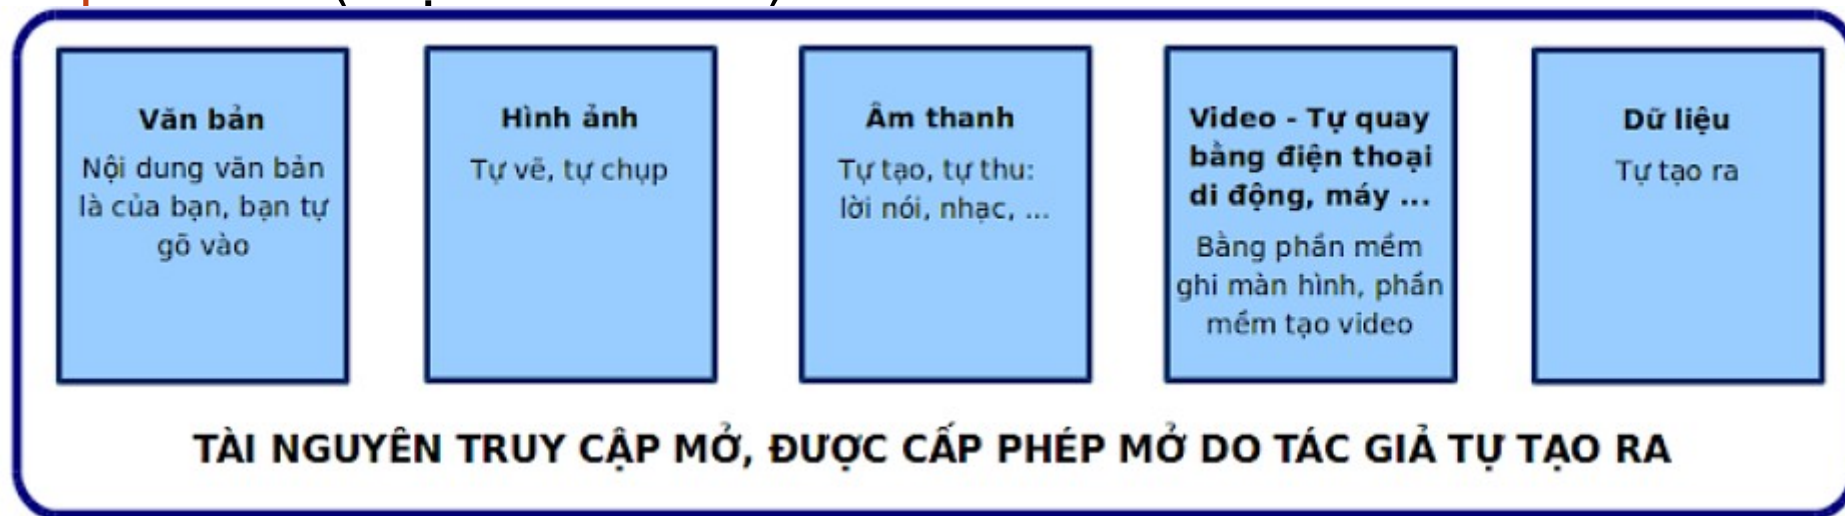 Văn bản
Nội dung văn bản
là của bạn, bạn tự
gõ vào
Hình ảnh
Tự vẽ, tự chụp
Âm thanh
Tự tạo, tự thu:
lời nói, nhạc, ...
Video - Tự quay
bằng điện thoại
di động, máy ...
Bằng phần mềm
ghi màn hình, phần
mềm tạo video
Dữ liệu
Tự tạo ra
TÀI NGUYÊN TRUY CẬP MỞ, ĐƯỢC CẤP PHÉP MỞ DO TÁC GIẢ TỰ TẠO RA